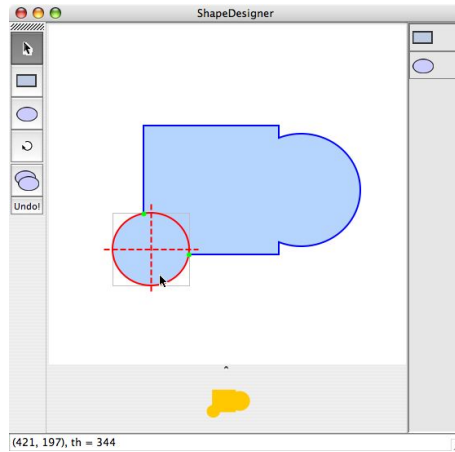 ShapeDesigner
Undo!
(421, 197), th = 344